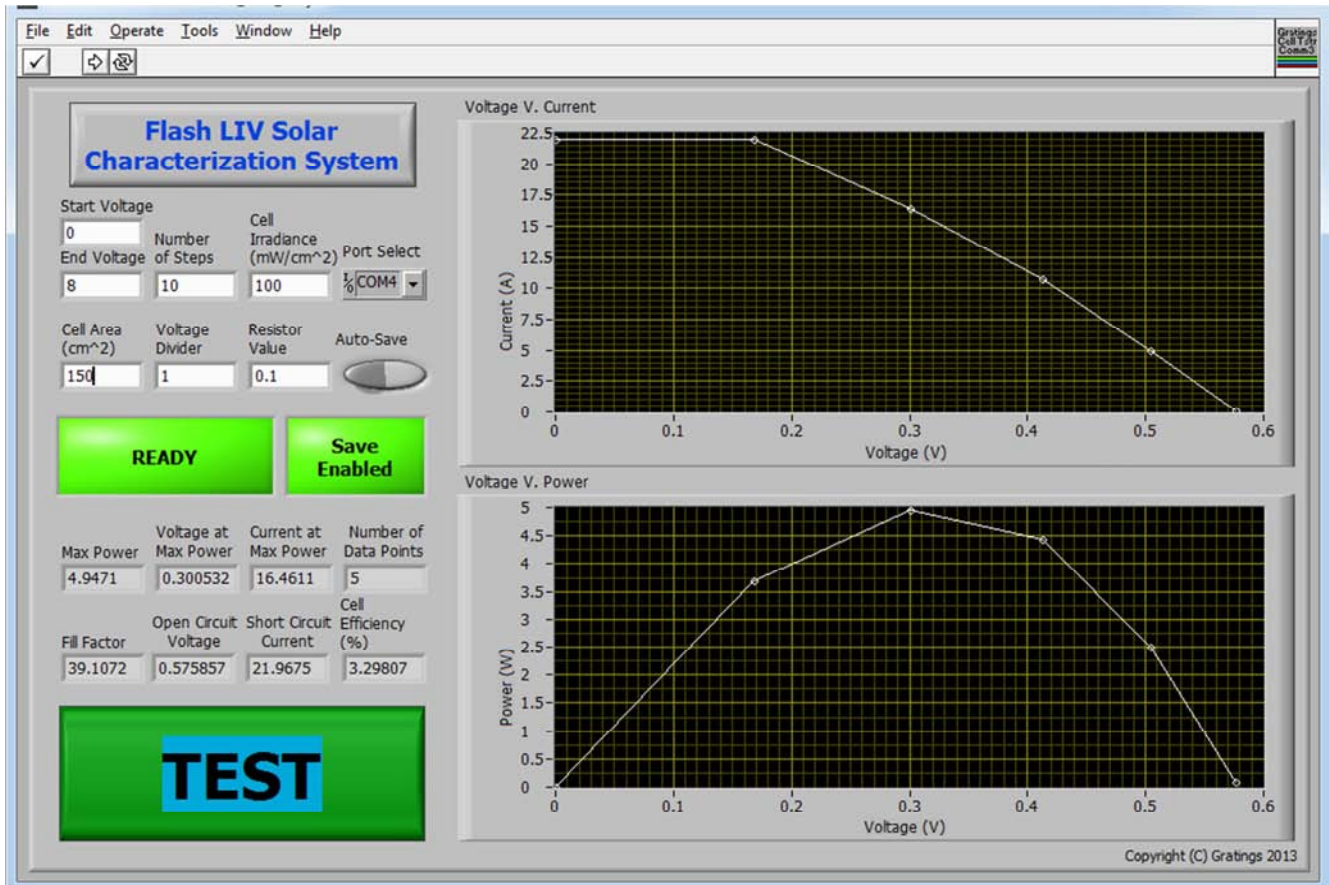 File Edit Operate Tools Window Help
Gratings
Cell Tstr
Comm3
Flash LIV Solar
Characterization System
Start Voltage
0
End Voltage
8
Number
of Steps
10
Cell
Irradiance
(mW/cm^2)
100
Port Select
COM4
Cell Area
(cm^2)
150
Voltage
Divider
1
Resistor
Value
0.1
Auto-Save
READY
Save
Enabled
Max Power
4.9471
Voltage at
Max Power
0.300532
Current at
Max Power
16.4611
Number of
Data Points
5
Fill Factor
39.1072
Open Circuit
Voltage
0.575857
Short Circuit
Current
21.9675
Cell
Efficiency
(%)
3.29807
TEST
Voltage V. Current
Current (A)
22.5
20
17.5
15
12.5
10
7.5
5
2.5
0
0 0.1 0.2 0.3 0.4 0.5 0.6
Voltage (V)
Voltage V. Power
Power (W)
5
4.5
4
3.5
3
2.5
2
1.5
1
0.5
0
0 0.1 0.2 0.3 0.4 0.5 0.6
Voltage (V)
Copyright (C) Gratings 2013